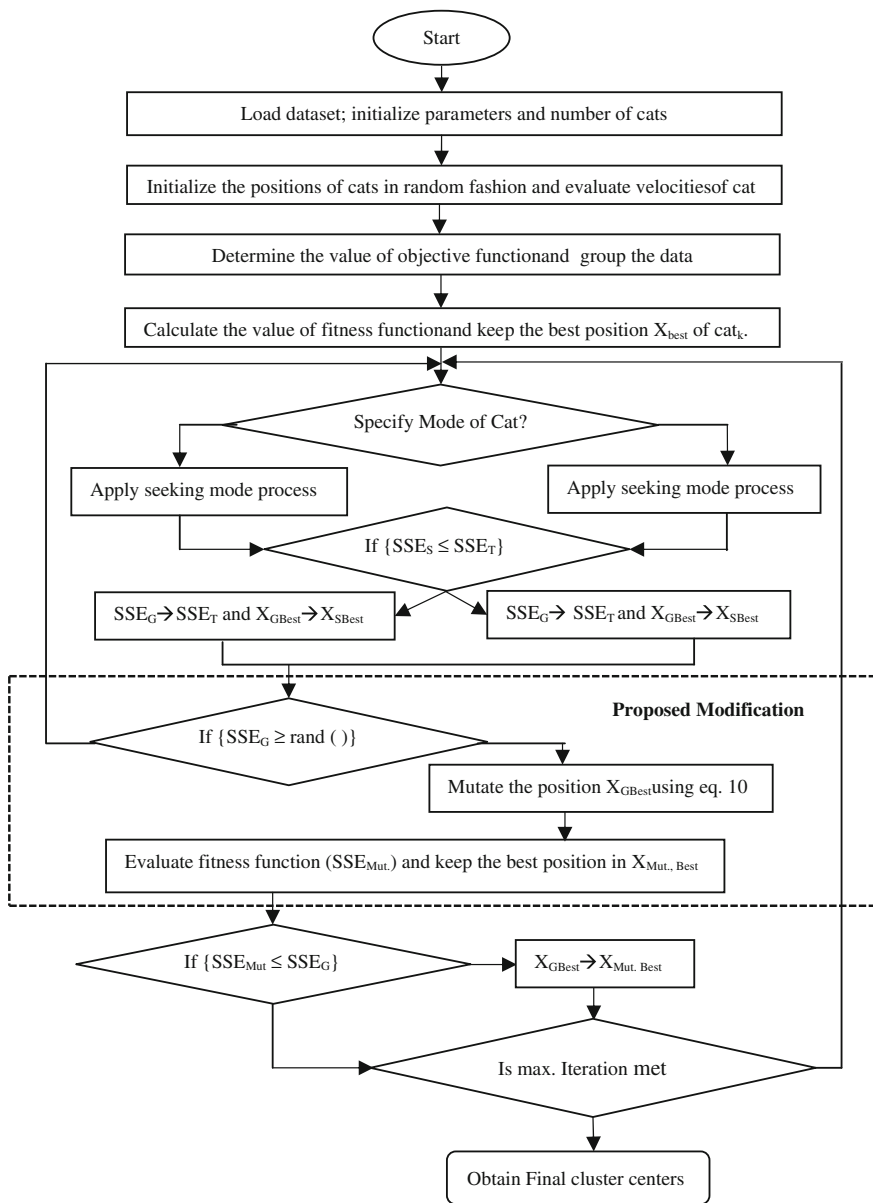 Start
Load dataset; initialize parameters and number of cats
Initialize the positions of cats in random fashion and evaluate velocitiesof cat
Determine the value of objective functionand group the data
Calculate the value of fitness functionand keep the best position X_best of cat_k.
Specify Mode of Cat?
Apply seeking mode process
Apply seeking mode process
If {SSE_S ≤ SSE_T}
SSE_G→SSE_T and X_GBest→X_SBest
SSE_G→ SSE_T and X_GBest→X_SBest
Proposed Modification
If {SSE_G ≥ rand ( )}
Mutate the position X_GBestusing eq. 10
Evaluate fitness function (SSE_Mut.) and keep the best position in X_Mut., Best
If {SSE_Mut ≤ SSE_G}
X_GBest→X_Mut. Best
Is max. Iteration met
Obtain Final cluster centers